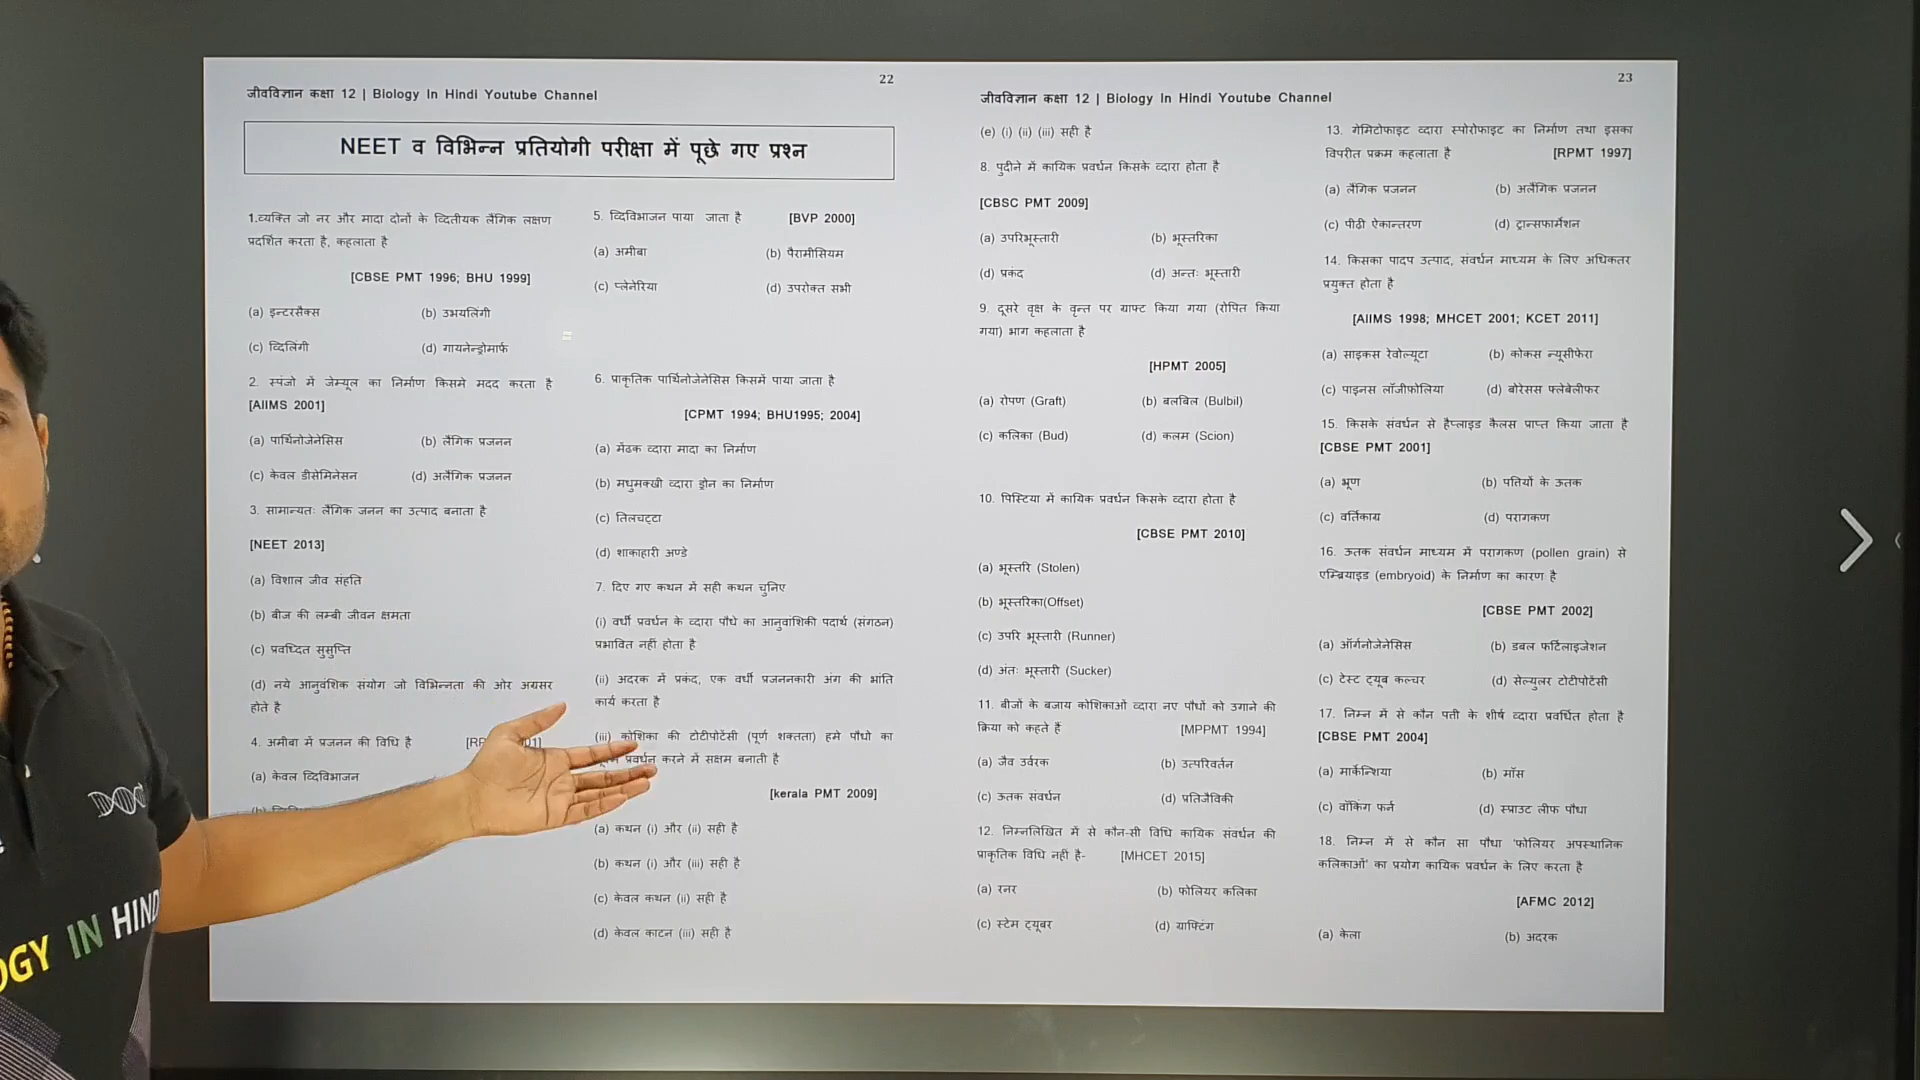 22
जीवविज्ञान कक्षा 12 | Biology In Hindi Youtube Channel
NEET व विभिन्न प्रतियोगी परीक्षा में पूछे गए प्रश्न
1.व्यक्ति जो नर और मादा दोनों के व्दितीयक लैंगिक लक्षण
प्रदर्शित करता है, कहलाता है
[CBSE PMT 1996; BHU 1999]
(a) इन्टरसैक्स (b) उभयलिंगी
(c) व्दिलिंगी (d) गायनेन्ड्रोमार्फ
2. स्पंजो में जेम्यूल का निर्माण किसमे मदद करता है
[AIIMS 2001]
(a) पार्थिनोजेनेसिस (b) लैंगिक प्रजनन
(c) केवल डीसेमिनेसन (d) अलैंगिक प्रजनन
3. सामान्यतः लैंगिक जनन का उत्पाद बनाता है
[NEET 2013]
(a) विशाल जीव संहति
(b) बीज की लम्बी जीवन क्षमता
(c) प्रवध्दित सुसुप्ति
(d) नये आनुवंशिक संयोग जो विभिन्नता की ओर अग्रसर
होते है
4. अमीबा में प्रजनन की विधि है
(a) केवल व्दिविभाजन
5. व्दिविभाजन पाया जाता है [BVP 2000]
(a) अमीबा (b) पैरामीसियम
(c) प्लेनेरिया (d) उपरोक्त सभी
=
6. प्राकृतिक पार्थिनोजेनेसिस किसमें पाया जाता है
[CPMT 1994; BHU1995; 2004]
(a) मेंढक व्दारा मादा का निर्माण
(b) मधुमक्खी व्दारा ड्रोन का निर्माण
(c) तिलचट्टा
(d) शाकाहारी अण्डे
7. दिए गए कथन में सही कथन चुनिए
(i) वर्धी प्रवर्धन के व्दारा पौधे का आनुवांशिकी पदार्थ (संगठन)
प्रभावित नहीं होता है
(ii) अदरक में प्रकंद, एक वर्धी प्रजननकारी अंग की भांति
कार्य करता है
(iii) कोशिका की टोटीपोटेंसी (पूर्ण शक्तता) हमे पौधो का
प्रवर्धन करने में सक्षम बनाती है
[kerala PMT 2009]
(a) कथन (i) और (ii) सही है
(b) कथन (i) और (iii) सही है
(c) केवल कथन (ii) सही है
(d) केवल काटन (iii) सही है
23
जीवविज्ञान कक्षा 12 | Biology In Hindi Youtube Channel
(e) (i) (ii) (iii) सही है
8. पुदीने में कायिक प्रवर्धन किसके व्दारा होता है
[CBSC PMT 2009]
(a) उपरिभूस्तारी (b) भूस्तरिका
(d) प्रकंद (d) अन्तः भूस्तारी
9. दूसरे वृक्ष के वृन्त पर ग्राफ्ट किया गया (रोपित किया
गया) भाग कहलाता है
[HPMT 2005]
(a) रोपण (Graft) (b) बलबिल (Bulbil)
(c) कलिका (Bud) (d) कलम (Scion)
10. पिस्टिया में कायिक प्रवर्धन किसके व्दारा होता है
[CBSE PMT 2010]
(a) भूस्तरि (Stolen)
(b) भूस्तरिका(Offset)
(c) उपरि भूस्तारी (Runner)
(d) अंतः भूस्तारी (Sucker)
11. बीजों के बजाय कोशिकाओं व्दारा नए पौधों को उगाने की
क्रिया को कहते हैं [MPPMT 1994]
(a) जैव उर्वरक (b) उत्परिवर्तन
(c) ऊतक संवर्धन (d) प्रतिजैविकी
12. निम्नलिखित में से कौन-सी विधि कायिक संवर्धन की
प्राकृतिक विधि नहीं है- [MHCET 2015]
(a) रनर (b) फोलियर कलिका
(c) स्टेम ट्यूबर (d) ग्राफ्टिंग
13. गेमिटोफाइट व्दारा स्पोरोफाइट का निर्माण तथा इसका
विपरीत प्रक्रम कहलाता है [RPMT 1997]
(a) लैंगिक प्रजनन (b) अलैंगिक प्रजनन
(c) पीढी ऐकान्तरण (d) ट्रान्सफार्मेशन
14. किसका पादप उत्पाद, संवर्धन माध्यम के लिए अधिकतर
प्रयुक्त होता है
[AIIMS 1998; MHCET 2001; KCET 2011]
(a) साइकस रेवोल्यूटा (b) कोकस न्यूसीफेरा
(c) पाइनस लॉजीफ़ोलिया (d) बोरेसस फ्लेबेलीफर
15. किसके संवर्धन से हैप्लाइड कैलस प्राप्त किया जाता है
[CBSE PMT 2001]
(a) भ्रूण (b) पत्तियों के ऊतक
(c) वर्तिकाग्र (d) परागकण
16. ऊतक संवर्धन माध्यम में परागकण (pollen grain) से
एम्ब्रियाइड (embryoid) के निर्माण का कारण है
[CBSE PMT 2002]
(a) ऑर्गनोजेनेसिस (b) डबल फर्टिलाइजेशन
(c) टेस्ट ट्यूब कल्चर (d) सेल्युलर टोटीपोटेंसी
17. निम्न में से कौन पत्ती के शीर्ष व्दारा प्रवर्धित होता है
[CBSE PMT 2004]
(a) मार्केन्शिया (b) मॉस
(c) वॉकिंग फर्न (d) स्प्राउट लीफ पौधा
18. निम्न में से कौन सा पौधा 'फोलियर अपस्थानिक
कलिकाओं' का प्रयोग कायिक प्रवर्धन के लिए करता है
[AFMC 2012]
(a) केला (b) अदरक
OGY IN HIND